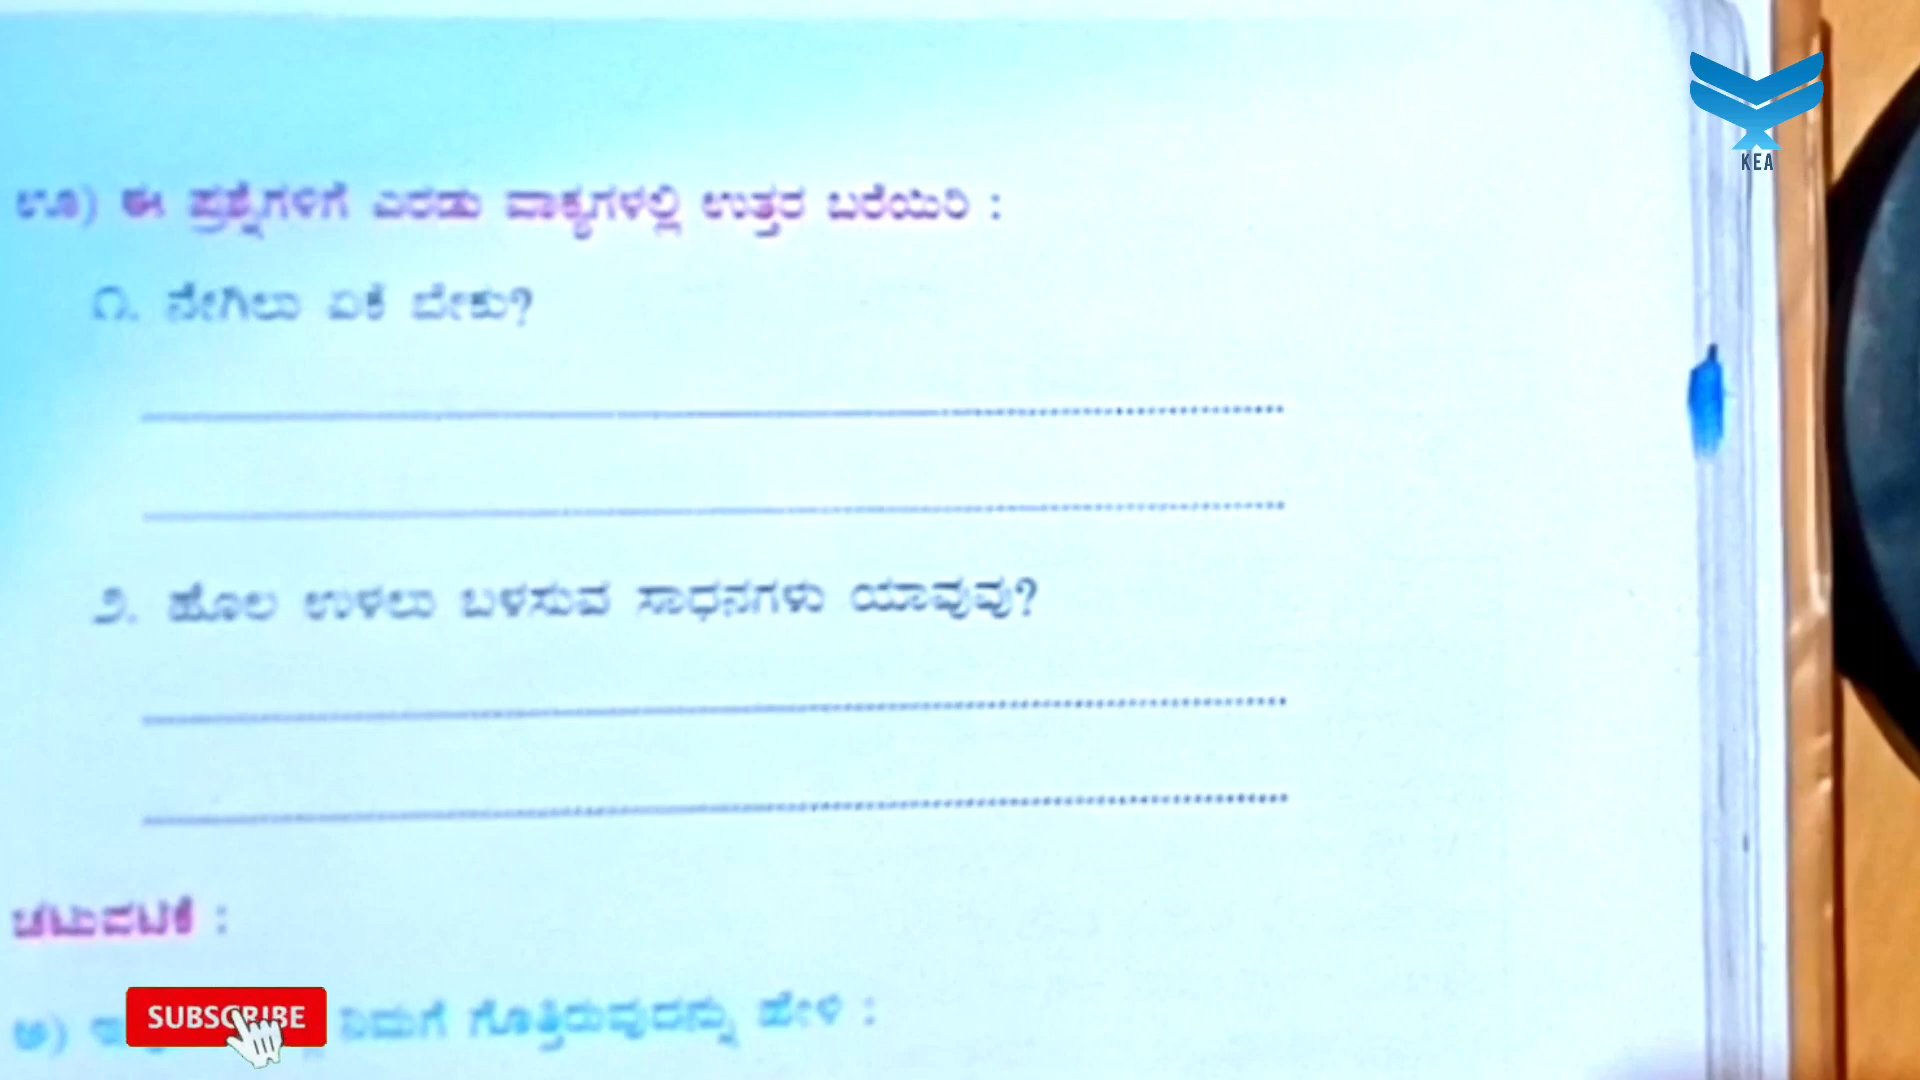 KEA
ಊ) ಈ ಪ್ರಶ್ನೆಗಳಿಗೆ ಎರಡು ವಾಕ್ಯಗಳಲ್ಲಿ ಉತ್ತರ ಬರೆಯಿರಿ :
೧. ನೇಗಿಲು ಏಕೆ ಬೇಕು?
೨. ಹೊಲ ಉಳಲು ಬಳಸುವ ಸಾಧನಗಳು ಯಾವುವು?
ಚಟುವಟಿಕೆ :
ಅ) ನಿಮಗೆ ಗೊತ್ತಿರುವುದನ್ನು ಹೇಳಿ :
SUBSCRIBE